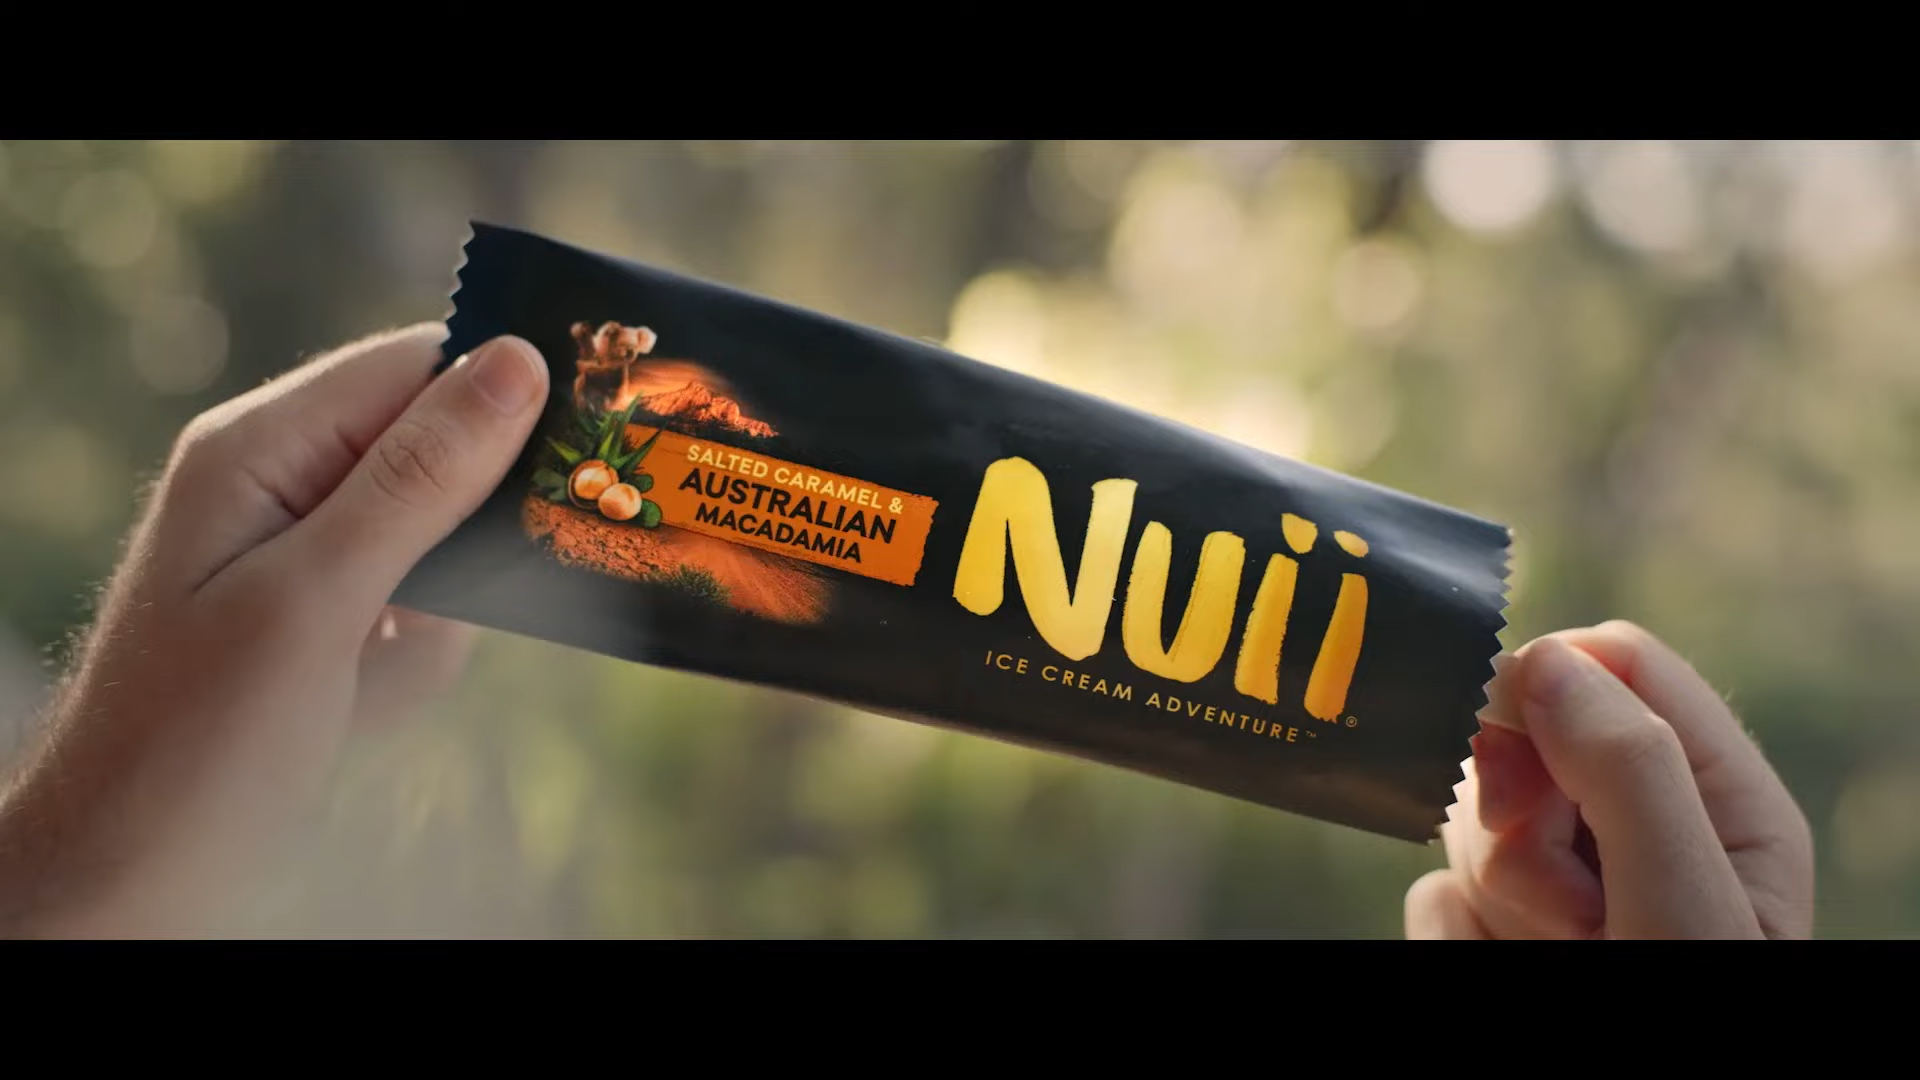 SALTED CARAMEL &
AUSTRALIAN
MACADAMIA
Nuii®
ICE CREAM ADVENTURE™